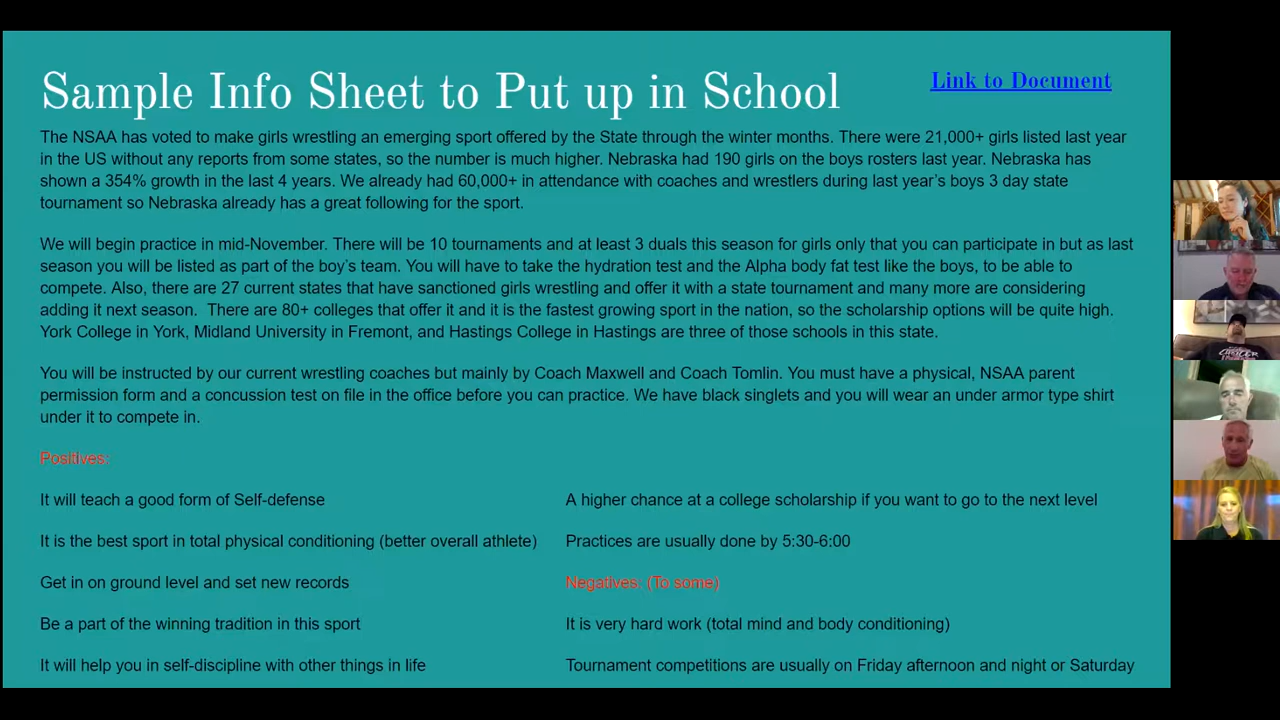 Sample Info Sheet to Put up in School
Link to Document
The NSAA has voted to make girls wrestling an emerging sport offered by the State through the winter months. There were 21,000+ girls listed last year
in the US without any reports from some states, so the number is much higher. Nebraska had 190 girls on the boys rosters last year. Nebraska has
shown a 354% growth in the last 4 years. We already had 60,000+ in attendance with coaches and wrestlers during last year's boys 3 day state
tournament so Nebraska already has a great following for the sport.
We will begin practice in mid-November. There will be 10 tournaments and at least 3 duals this season for girls only that you can participate in but as last
season you will be listed as part of the boy's team. You will have to take the hydration test and the Alpha body fat test like the boys, to be able to
compete. Also, there are 27 current states that have sanctioned girls wrestling and offer it with a state tournament and many more are considering
adding it next season.  There are 80+ colleges that offer it and it is the fastest growing sport in the nation, so the scholarship options will be quite high.
York College in York, Midland University in Fremont, and Hastings College in Hastings are three of those schools in this state.
You will be instructed by our current wrestling coaches but mainly by Coach Maxwell and Coach Tomlin. You must have a physical, NSAA parent
permission form and a concussion test on file in the office before you can practice. We have black singlets and you will wear an under armor type shirt
under it to compete in.
Positives:
It will teach a good form of Self-defense
It is the best sport in total physical conditioning (better overall athlete)
Get in on ground level and set new records
Be a part of the winning tradition in this sport
It will help you in self-discipline with other things in life
A higher chance at a college scholarship if you want to go to the next level
Practices are usually done by 5:30-6:00
Negatives: (To some)
It is very hard work (total mind and body conditioning)
Tournament competitions are usually on Friday afternoon and night or Saturday